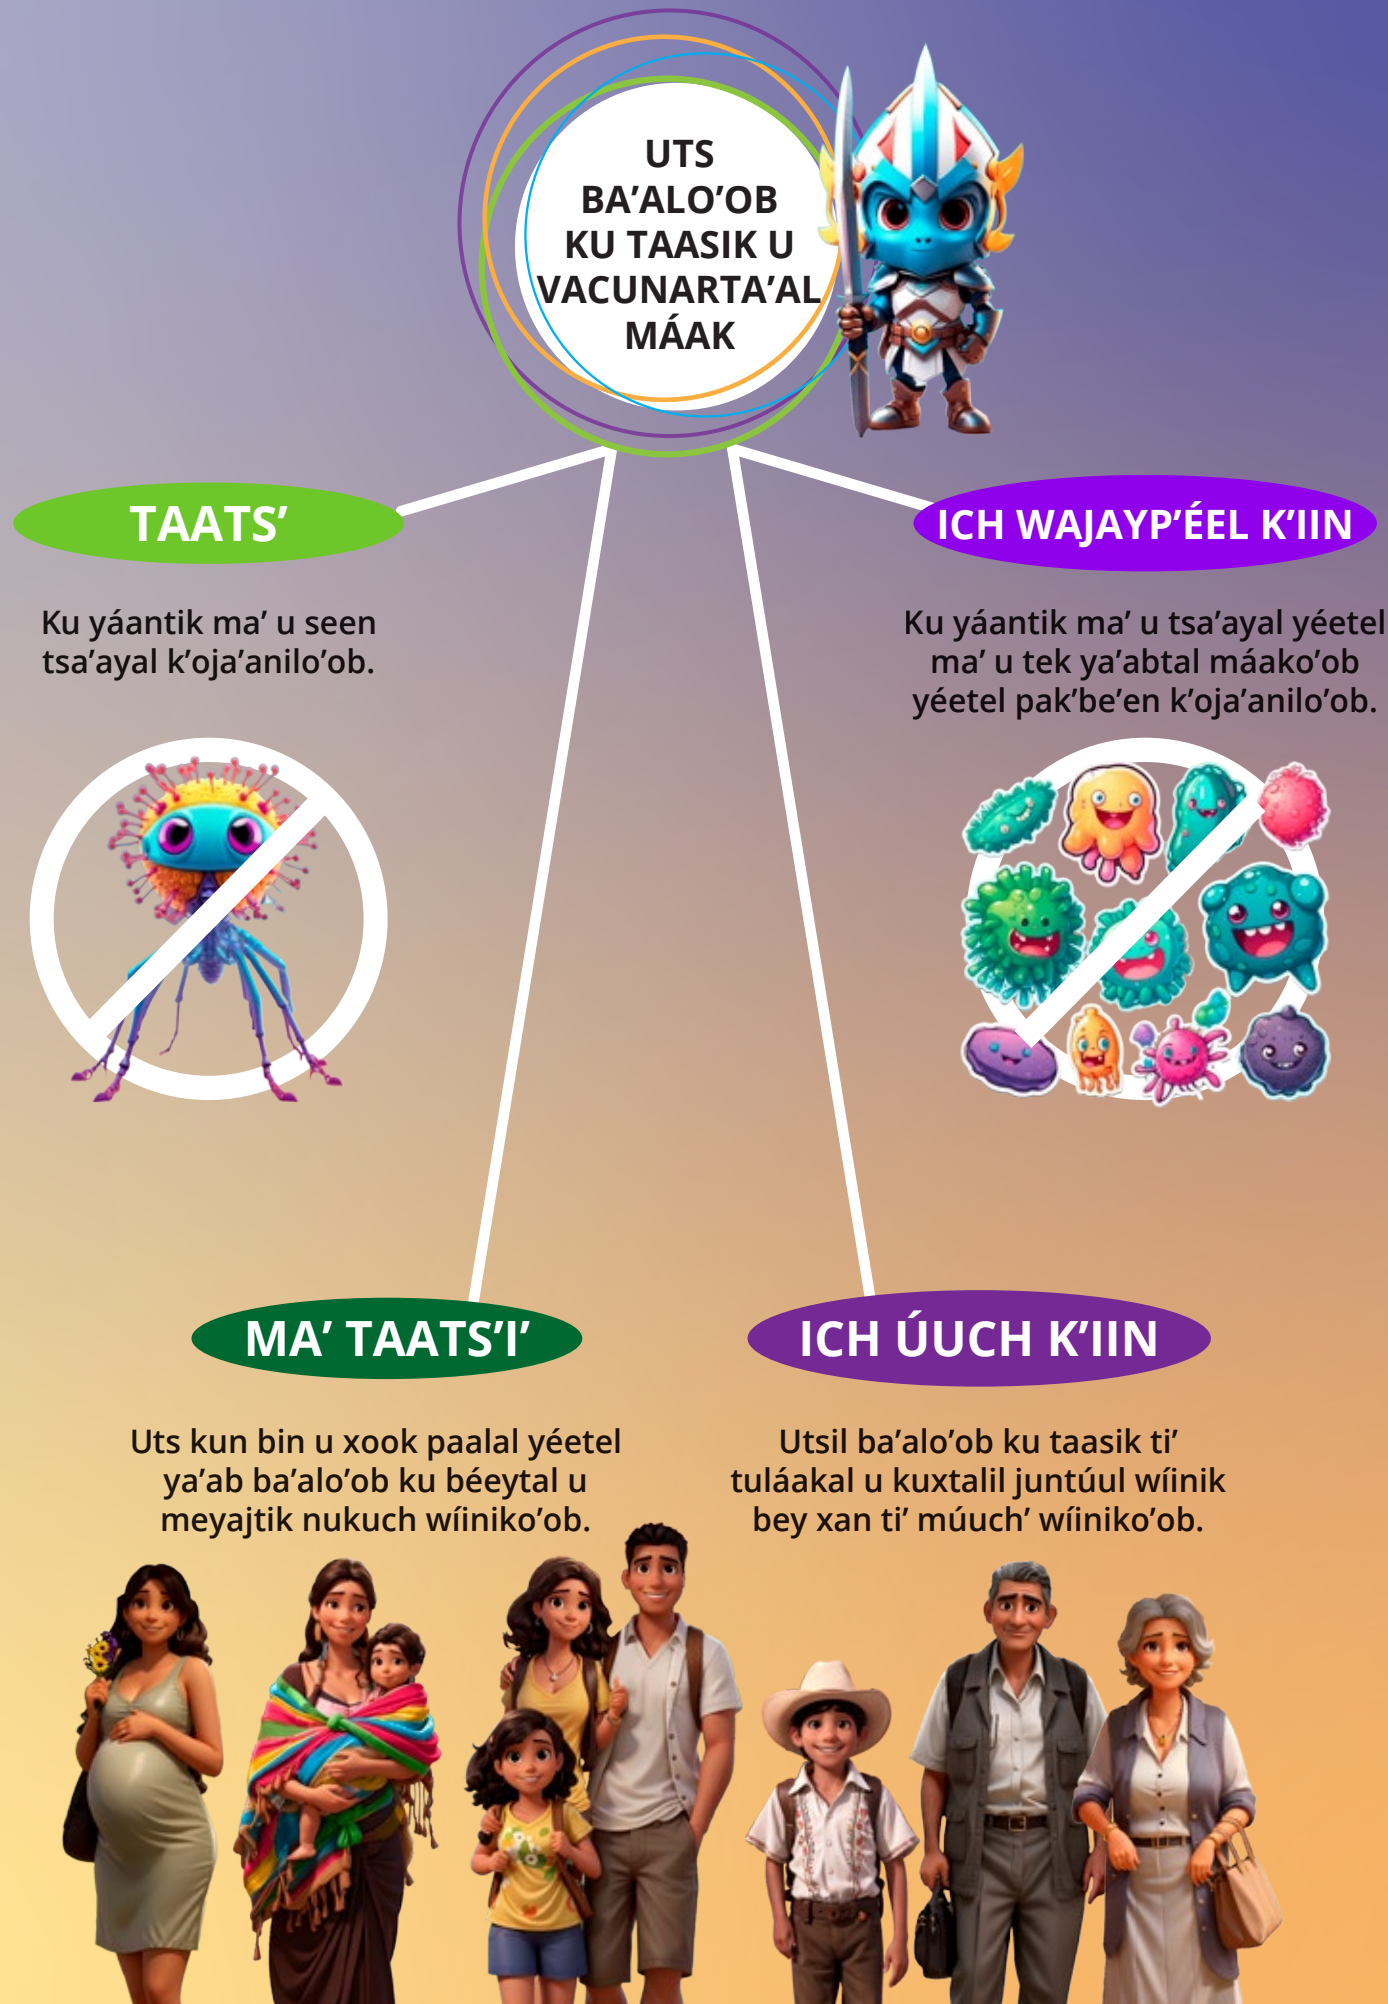 UTS
BA’ALO’OB
KU TAASIK U
VACUNARTA’AL
MÁAK
TAATS’
Ku yáantik ma’ u seen
tsa’ayal k’oja’anilo’ob.
ICH WAJAYP’ÉEL K’IIN
Ku yáantik ma’ u tsa’ayal yéetel
ma’ u tek ya’abtal máako’ob
yéetel pak’be’en k’oja’anilo’ob.
MA’ TAATS’I’
Uts kun bin u xook paalal yéetel
ya’ab ba’alo’ob ku béeytal u
meyajtik nukuch wíiniko’ob.
ICH ÚUCH K’IIN
Utsil ba’alo’ob ku taasik ti’
tuláakal u kuxtalil juntúul wíinik
bey xan ti’ múuch’ wíiniko’ob.